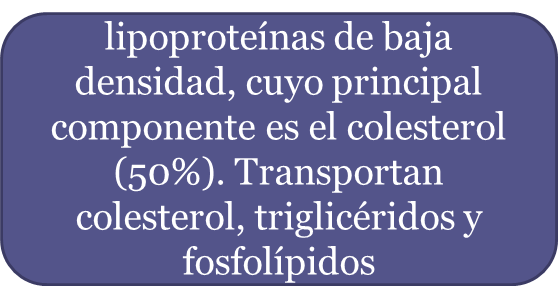 lipoproteínas de baja
densidad, cuyo principal
componente es el colesterol
(50%). Transportan
colesterol, triglicéridos y
fosfolípidos